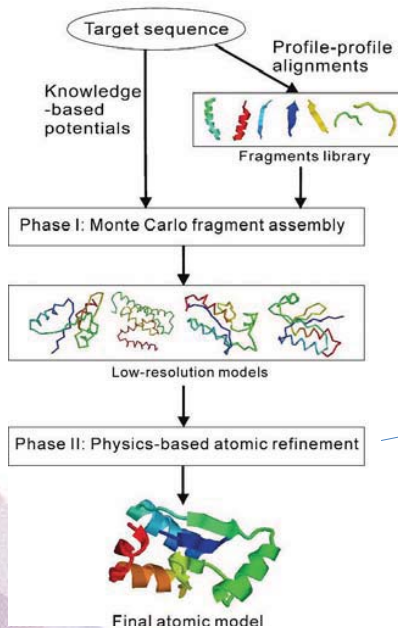 Target sequence
Profile-profile
alignments
Knowledge
-based
potentials
Fragments library
Phase I: Monte Carlo fragment assembly
Low-resolution models
Phase II: Physics-based atomic refinement
Final atomic model